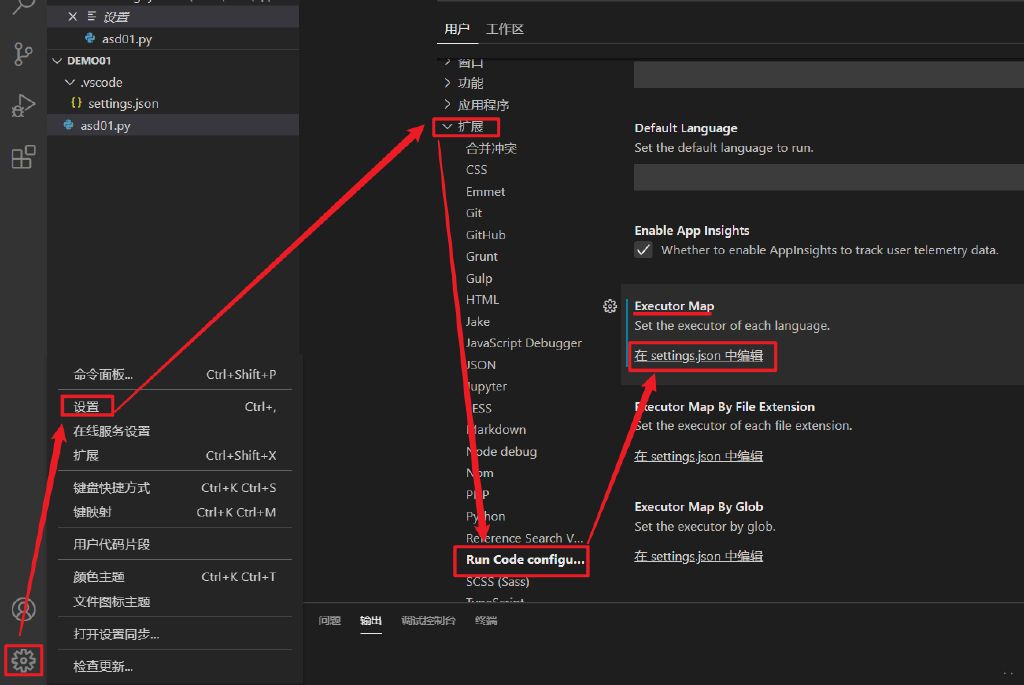 设置
asd01.py
DEMO01
.vscode
{} settings.json
asd01.py
命令面板... Ctrl+Shift+P
设置 Ctrl+,
在线服务设置
扩展 Ctrl+Shift+X
键盘快捷方式 Ctrl+K Ctrl+S
键映射 Ctrl+K Ctrl+M
用户代码片段
颜色主题 Ctrl+K Ctrl+T
文件图标主题
打开设置同步...
检查更新...
用户 工作区
窗口
功能
应用程序
扩展
合并冲突
CSS
Emmet
Git
GitHub
Grunt
Gulp
HTML
Jake
JavaScript Debugger
JSON
Jupyter
LESS
Markdown
Node debug
Npm
PHP
Python
Reference Search V...
Run Code configu...
SCSS (Sass)
TypeScript
Default Language
Set the default language to run.
Enable App Insights
Whether to enable AppInsights to track user telemetry data.
Executor Map
Set the executor of each language.
在 settings.json 中编辑
Executor Map By File Extension
Set the executor of each file extension.
在 settings.json 中编辑
Executor Map By Glob
Set the executor by glob.
在 settings.json 中编辑
问题 输出 调试控制台 终端